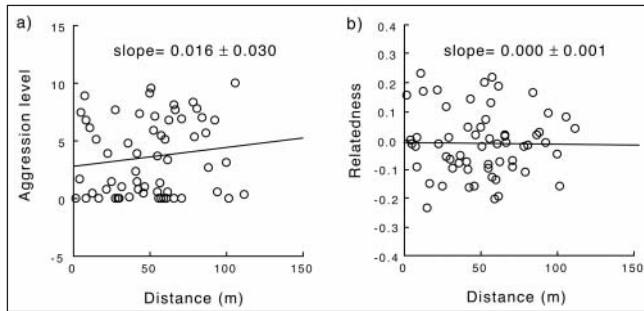 a)
slope= 0.016 ± 0.030
Aggression level
15
10
5
0
-5
0
50
100
150
Distance (m)
b)
slope= 0.000 ± 0.001
Relatedness
0.4
0.3
0.2
0.1
0.0
-0.1
-0.2
-0.3
-0.4
0
50
100
150
Distance (m)